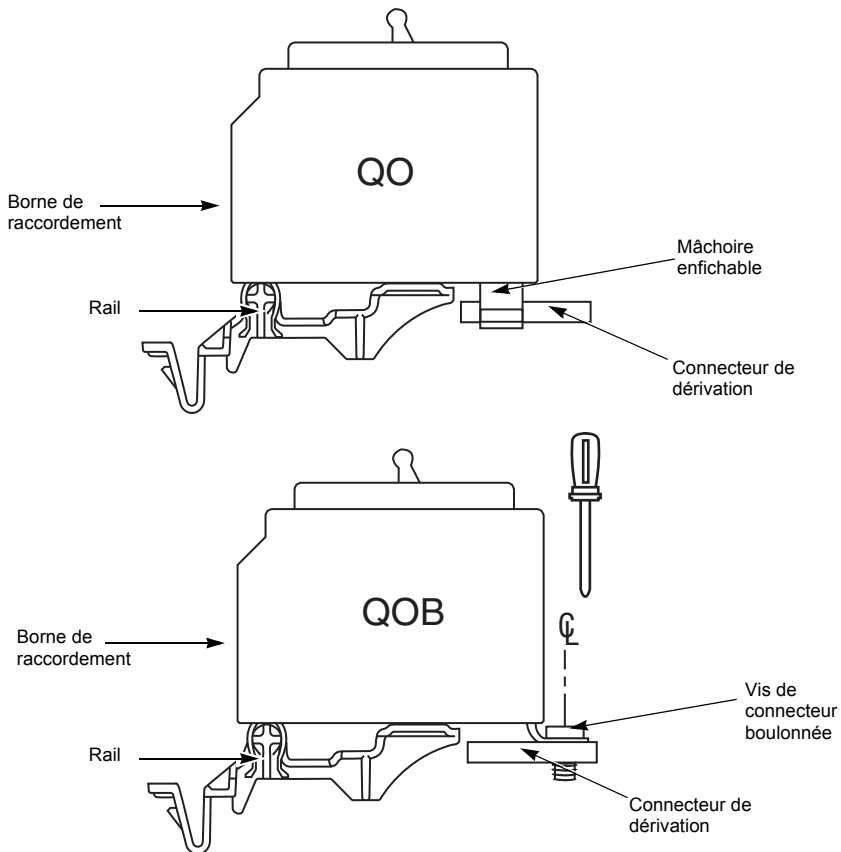 QO
Borne de
raccordement
Mâchoire
enfichable
Rail
Connecteur de
dérivation
QOB
℄
Borne de
raccordement
Vis de
connecteur
boulonnée
Rail
Connecteur de
dérivation